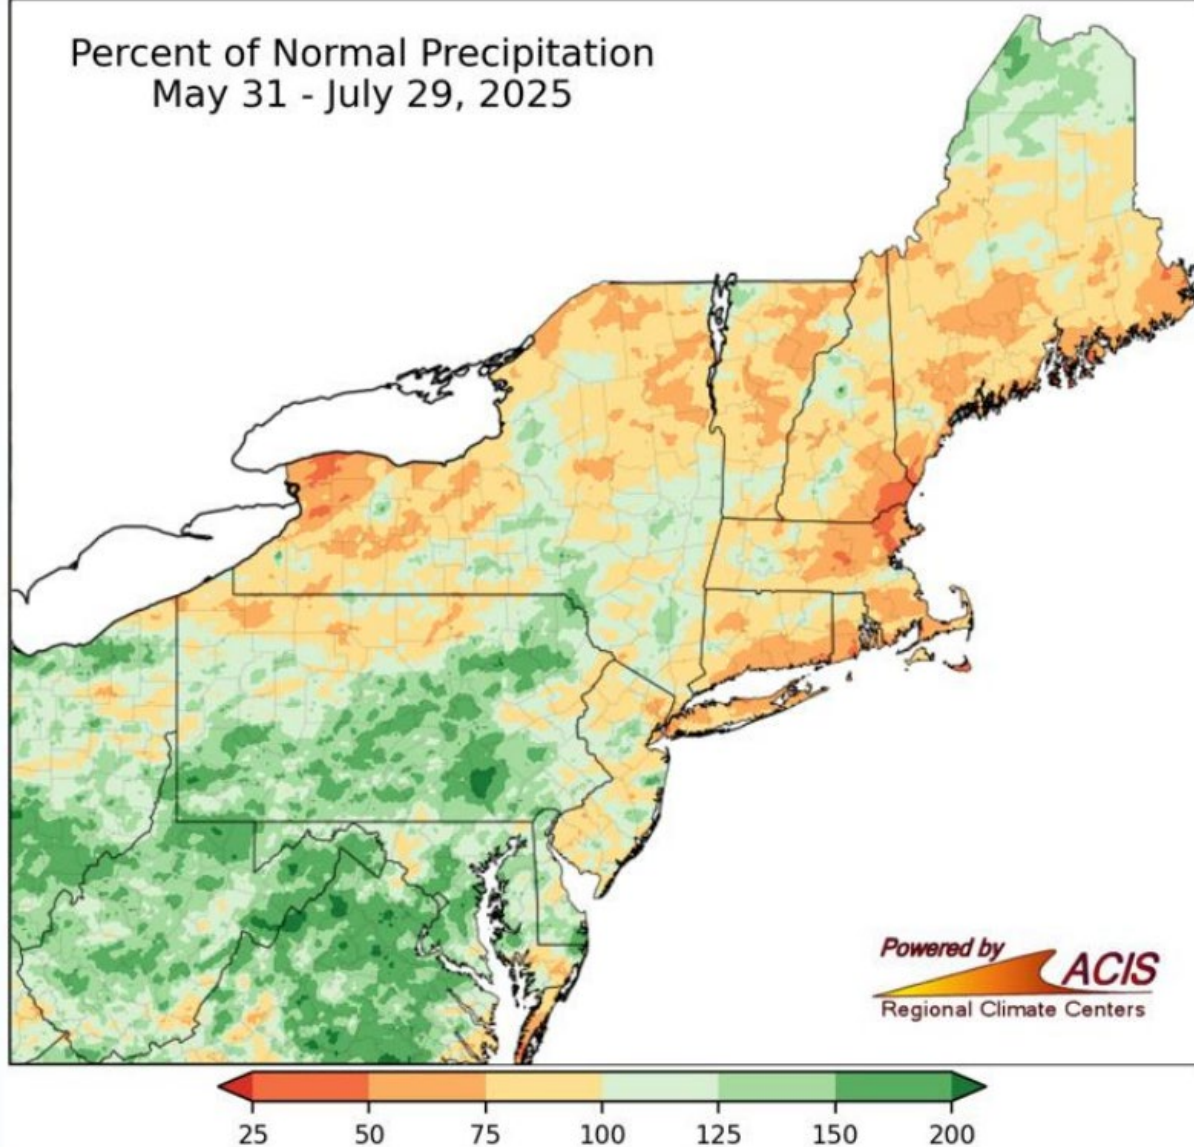 Percent of Normal Precipitation
May 31 - July 29, 2025
Powered by
ACIS
Regional Climate Centers
25 50 75 100 125 150 200